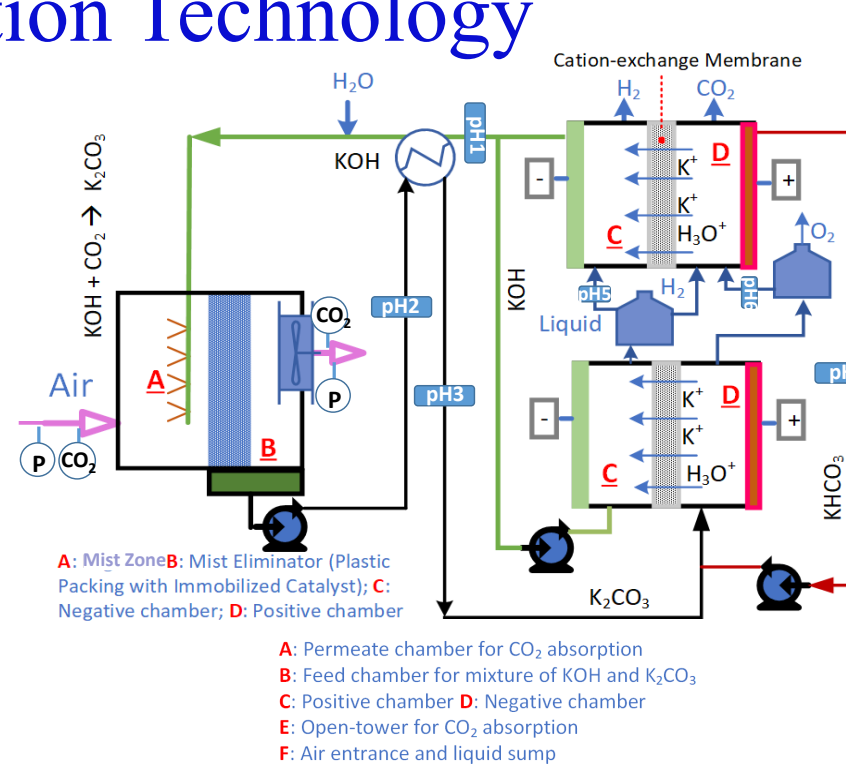 tion Technology
Cation-exchange Membrane
H₂O
H₂
CO₂
pH1
KOH
KOH + CO₂ → K₂CO₃
D
K⁺
-
+
K⁺
C
H₃O⁺
O₂
KOH
pH5
H₂
pH6
pH2
CO₂
Liquid
Air
A
P
pH3
pH
K⁺
D
-
K⁺
+
B
C
H₃O⁺
P
CO₂
KHCO₃
A: Mist Zone B: Mist Eliminator (Plastic
Packing with Immobilized Catalyst); C:
Negative chamber; D: Positive chamber
K₂CO₃
A: Permeate chamber for CO₂ absorption
B: Feed chamber for mixture of KOH and K₂CO₃
C: Positive chamber D: Negative chamber
E: Open-tower for CO₂ absorption
F: Air entrance and liquid sump